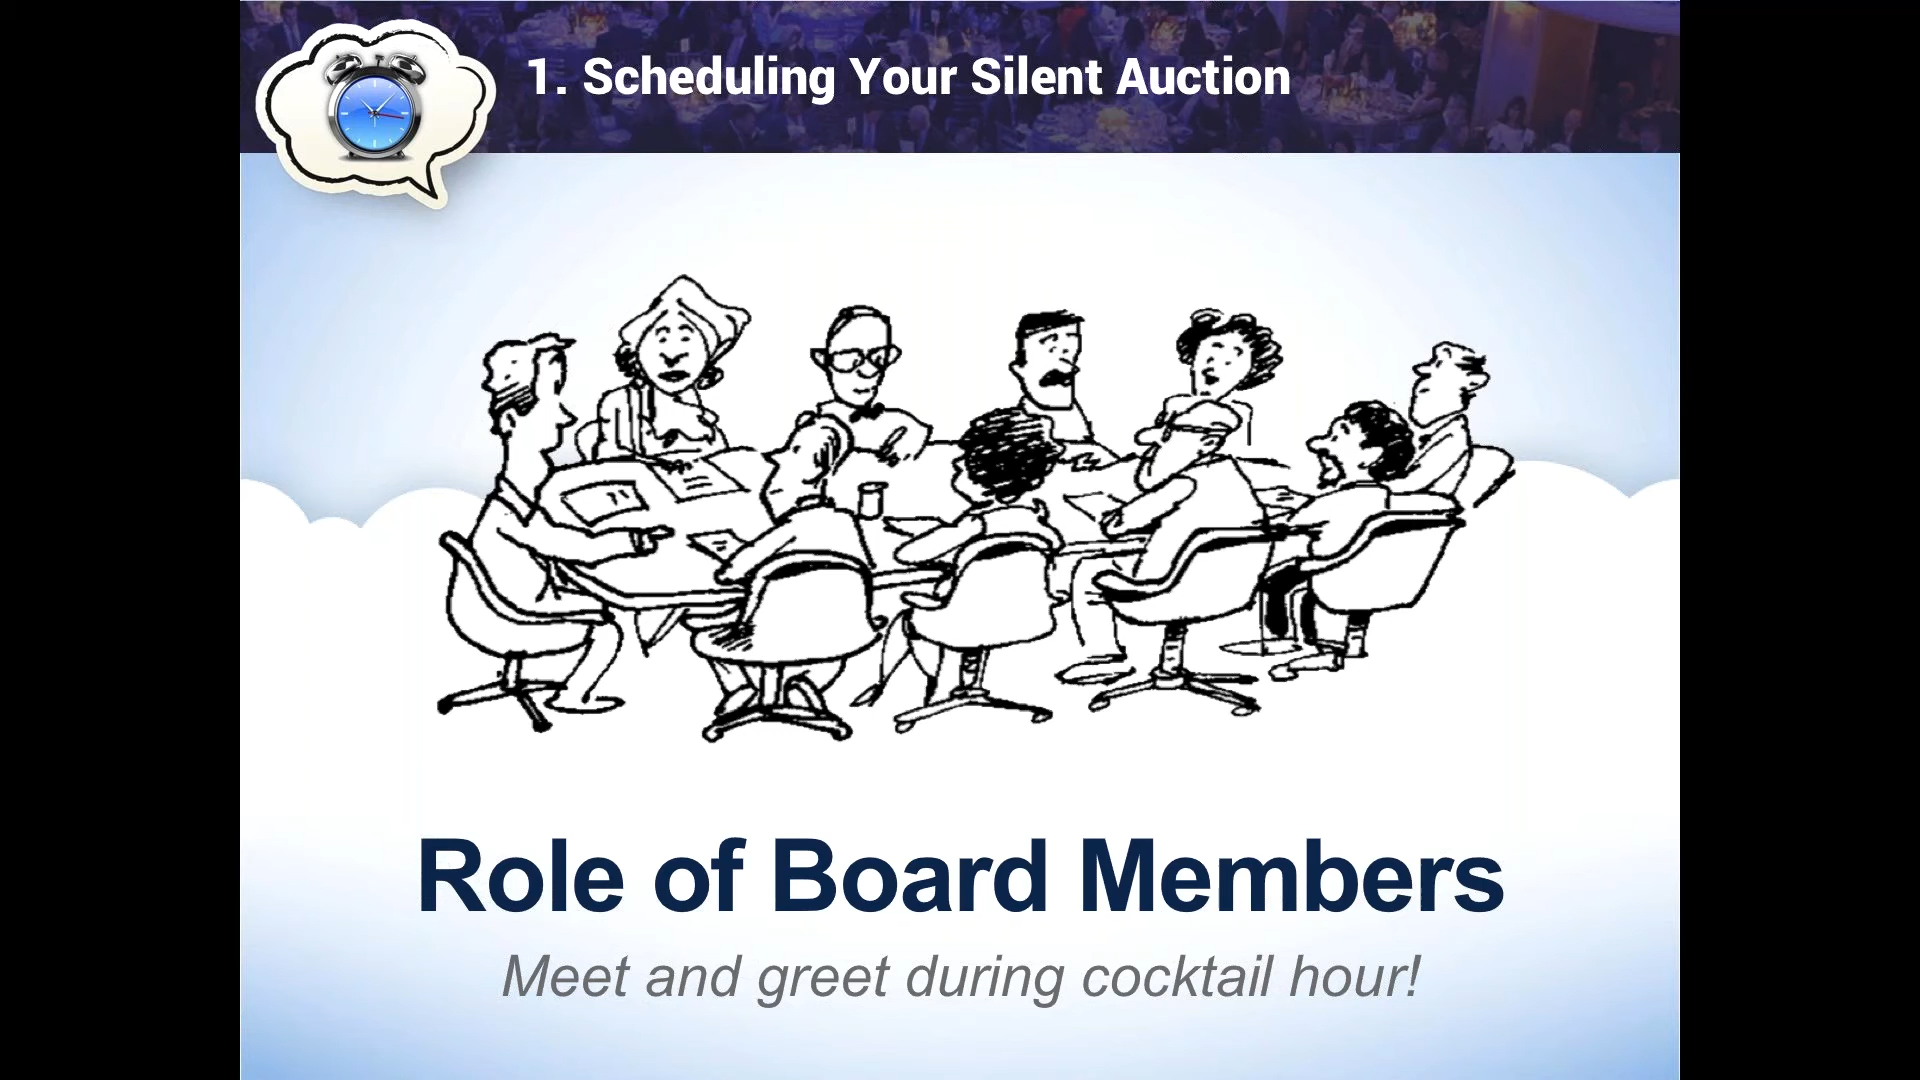 1. Scheduling Your Silent Auction
Role of Board Members
Meet and greet during cocktail hour!